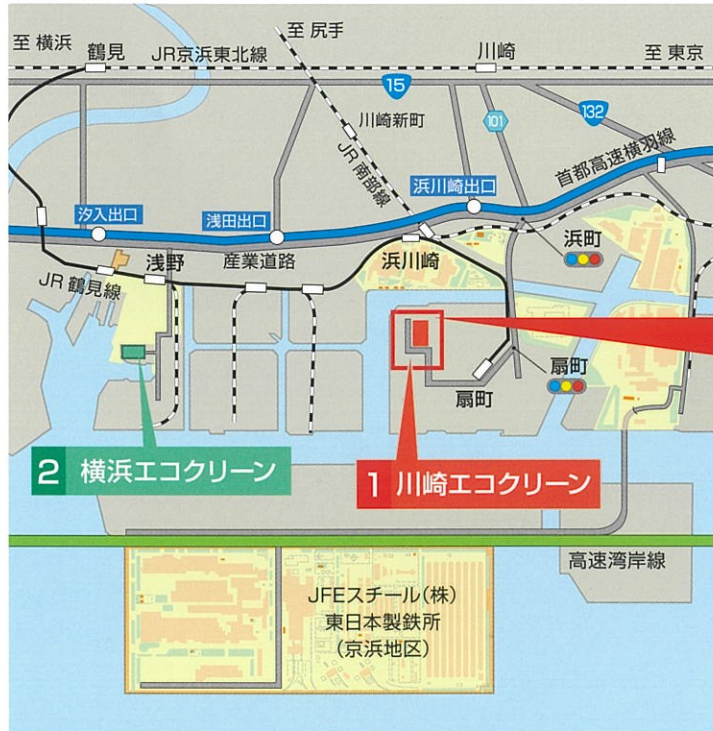 至 横浜
鶴見
JR京浜東北線
至 尻手
川崎
至 東京
15
川崎新町
101
132
JR 南部線
首都高速横羽線
浜川崎出口
汐入出口
浅田出口
浜町
浅野
産業道路
浜川崎
JR 鶴見線
扇町
扇町
2 横浜エコクリーン
1 川崎エコクリーン
高速湾岸線
JFEスチール(株)
東日本製鉄所
(京浜地区)